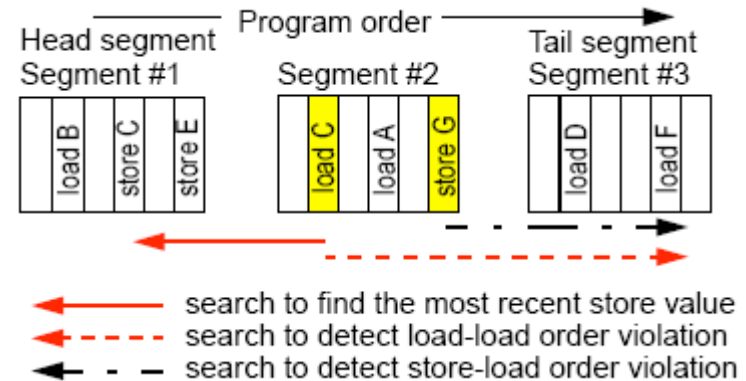 Program order
Head segment
Segment #1
Segment #2
Tail segment
Segment #3
load B
store C
store E
load C
load A
store G
load D
load F
search to find the most recent store value
search to detect load-load order violation
search to detect store-load order violation